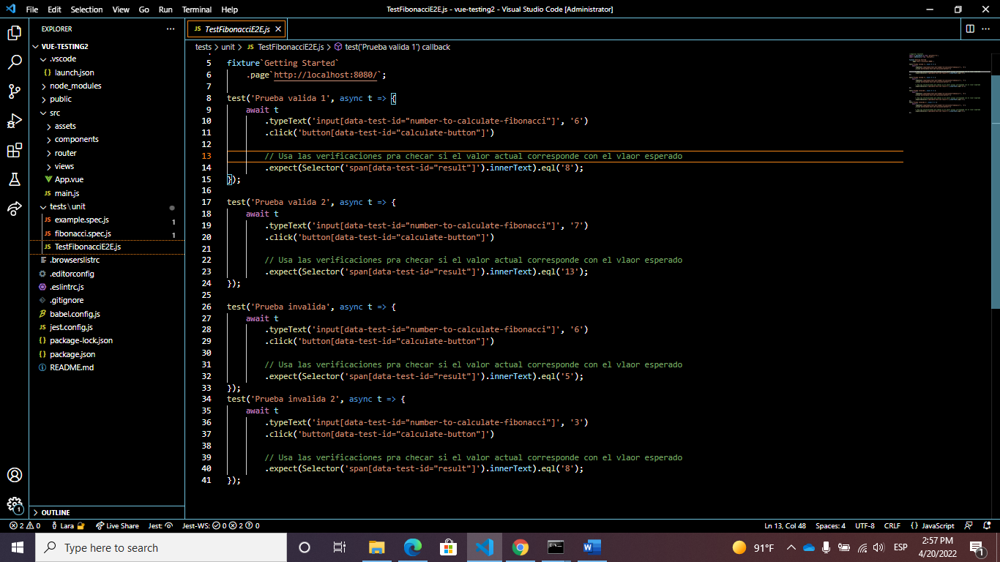 File Edit Selection View Go Run Terminal Help
TestFibonacciE2E.js - vue-testing2 - Visual Studio Code [Administrator]
EXPLORER
VUE-TESTING2
.vscode
{} launch.json
node_modules
public
src
assets
components
router
views
App.vue
JS main.js
tests\unit
JS example.spec.js 1
JS fibonacci.spec.js 1
JS TestFibonacciE2E.js
.browserslistrc
.editorconfig
.eslintrc.js
.gitignore
babel.config.js
JS jest.config.js
{} package-lock.json
{} package.json
README.md
OUTLINE
JS TestFibonacciE2E.js
tests > unit > JS TestFibonacciE2E.js > test('Prueba valida 1') callback
5 fixture`Getting Started`
6 .page`http://localhost:8080/`;
7
8 test('Prueba valida 1', async t => {
9 await t
10 .typeText('input[data-test-id="number-to-calculate-fibonacci"]', '6')
11 .click('button[data-test-id="calculate-button"]')
12
13 // Usa las verificaciones pra checar si el valor actual corresponde con el vlaor esperado
14 .expect(Selector('span[data-test-id="result"]').innerText).eql('8');
15 });
16
17 test('Prueba valida 2', async t => {
18 await t
19 .typeText('input[data-test-id="number-to-calculate-fibonacci"]', '7')
20 .click('button[data-test-id="calculate-button"]')
21
22 // Usa las verificaciones pra checar si el valor actual corresponde con el vlaor esperado
23 .expect(Selector('span[data-test-id="result"]').innerText).eql('13');
24 });
25
26 test('Prueba invalida', async t => {
27 await t
28 .typeText('input[data-test-id="number-to-calculate-fibonacci"]', '6')
29 .click('button[data-test-id="calculate-button"]')
30
31 // Usa las verificaciones pra checar si el valor actual corresponde con el vlaor esperado
32 .expect(Selector('span[data-test-id="result"]').innerText).eql('5');
33 });
34 test('Prueba invalida 2', async t => {
35 await t
36 .typeText('input[data-test-id="number-to-calculate-fibonacci"]', '3')
37 .click('button[data-test-id="calculate-button"]')
38
39 // Usa las verificaciones pra checar si el valor actual corresponde con el vlaor esperado
40 .expect(Selector('span[data-test-id="result"]').innerText).eql('8');
41 });
1
2 0 Lara Live Share Jest: Jest-WS: 0 2 0 Ln 13, Col 48 Spaces: 4 UTF-8 CRLF {} JavaScript
Type here to search
91°F ESP 2:57 PM 4/20/2022 1